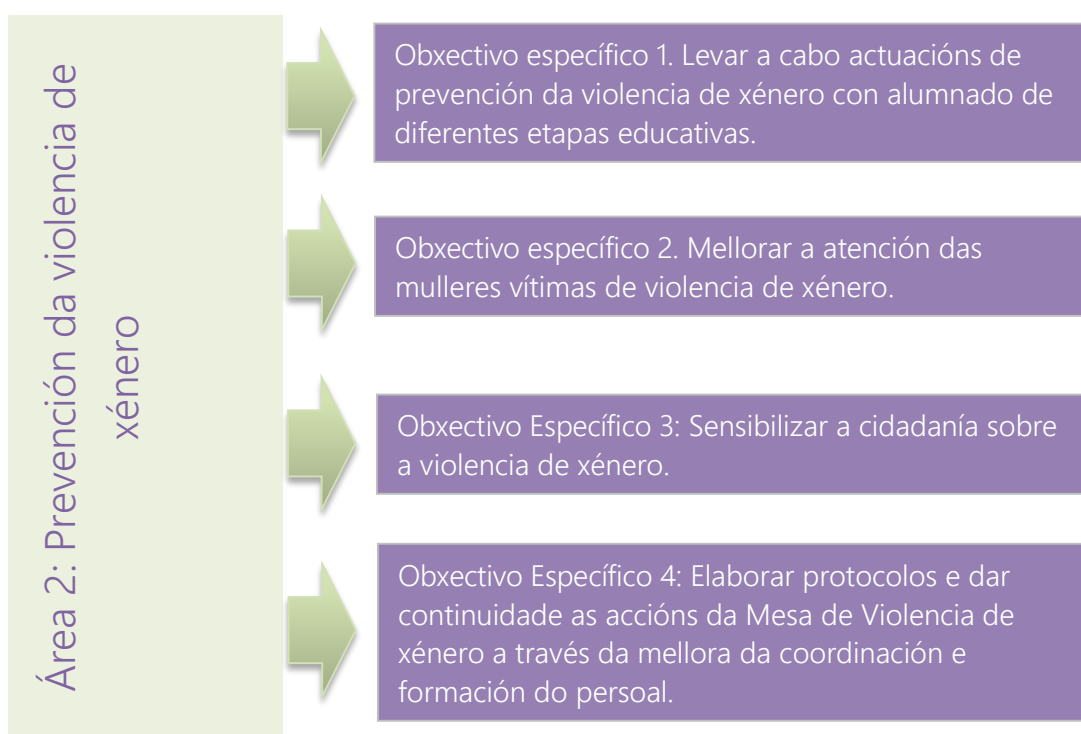 Área 2: Prevención da violencia de
xénero
Obxectivo específico 1. Levar a cabo actuacións de
prevención da violencia de xénero con alumnado de
diferentes etapas educativas.
Obxectivo específico 2. Mellorar a atención das
mulleres vítimas de violencia de xénero.
Obxectivo Específico 3: Sensibilizar a cidadanía sobre
a violencia de xénero.
Obxectivo Específico 4: Elaborar protocolos e dar
continuidade as accións da Mesa de Violencia de
xénero a través da mellora da coordinación e
formación do persoal.